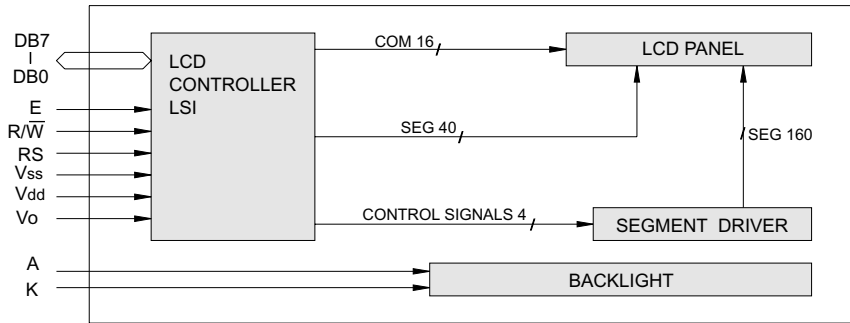 DB7
DB0
E
R/W̅
RS
Vss
Vdd
Vo
A
K
LCD
CONTROLLER
LSI
COM 16
LCD PANEL
SEG 40
SEG 160
CONTROL SIGNALS 4
SEGMENT DRIVER
BACKLIGHT